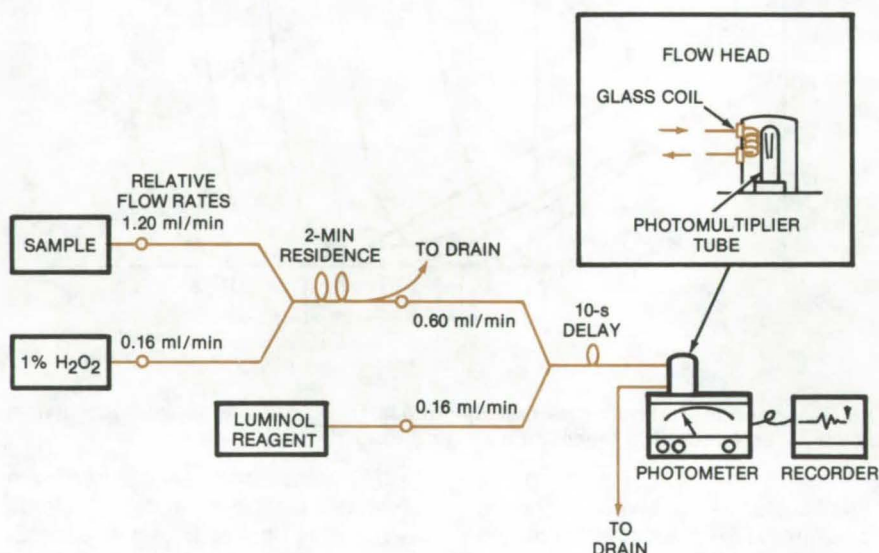 FLOW HEAD
GLASS COIL
PHOTOMULTIPLIER
TUBE
RELATIVE
FLOW RATES
1.20 ml/min
SAMPLE
2-MIN
RESIDENCE
TO DRAIN
0.60 ml/min
10-s
DELAY
0.16 ml/min
1% H₂O₂
LUMINOL
REAGENT
0.16 ml/min
PHOTOMETER
RECORDER
TO
DRAIN